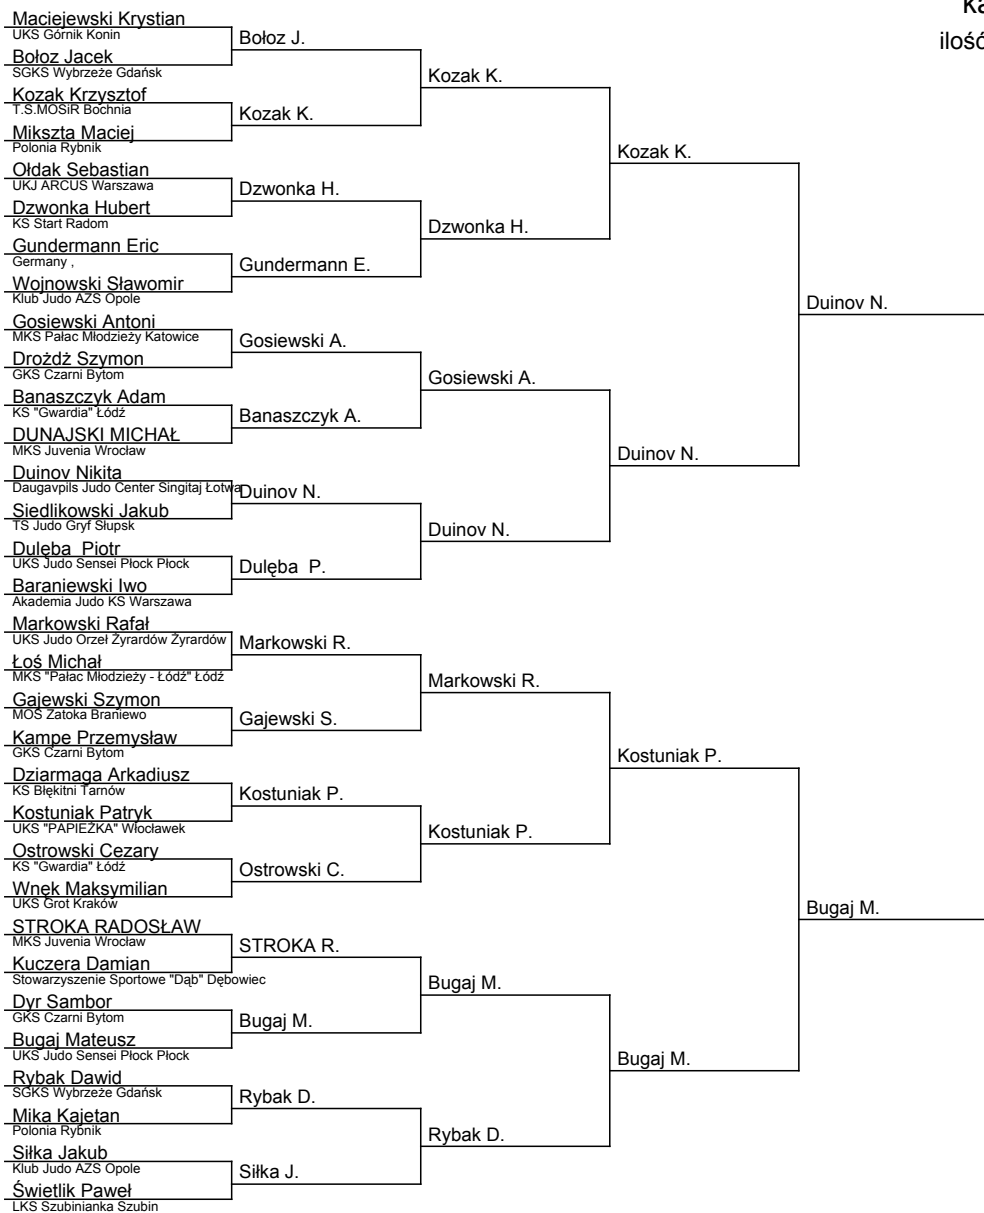 Maciejewski Krystian
UKS Górnik Konin
Bołoz Jacek
SGKS Wybrzeże Gdańsk
Kozak Krzysztof
T.S.MOSiR Bochnia
Mikszta Maciej
Polonia Rybnik
Ołdak Sebastian
UKJ ARCUS Warszawa
Dzwonka Hubert
KS Start Radom
Gundermann Eric
Germany ,
Wojnowski Sławomir
Klub Judo AZS Opole
Gosiewski Antoni
MKS Pałac Młodzieży Katowice
Drożdż Szymon
GKS Czarni Bytom
Banaszczyk Adam
KS "Gwardia" Łódź
DUNAJSKI MICHAŁ
MKS Juvenia Wrocław
Duinov Nikita
Daugavpils Judo Center Singitaj Łotwa
Siedlikowski Jakub
TS Judo Gryf Słupsk
Dulęba  Piotr
UKS Judo Sensei Płock Płock
Baraniewski Iwo
Akademia Judo KS Warszawa
Markowski Rafał
UKS Judo Orzeł Żyrardów Żyrardów
Łoś Michał
MKS "Pałac Młodzieży - Łódź" Łódź
Gajewski Szymon
MOS Zatoka Braniewo
Kampe Przemysław
GKS Czarni Bytom
Dziarmaga Arkadiusz
KS Błękitni Tarnów
Kostuniak Patryk
UKS "PAPIEŻKA" Włocławek
Ostrowski Cezary
KS "Gwardia" Łódź
Wnęk Maksymilian
UKS Grot Kraków
STROKA RADOSŁAW
MKS Juvenia Wrocław
Kuczera Damian
Stowarzyszenie Sportowe "Dąb" Dębowiec
Dyr Sambor
GKS Czarni Bytom
Bugaj Mateusz
UKS Judo Sensei Płock Płock
Rybak Dawid
SGKS Wybrzeże Gdańsk
Mika Kajetan
Polonia Rybnik
Siłka Jakub
Klub Judo AZS Opole
Świetlik Paweł
LKS Szubinianka Szubin
Bołoz J.
Kozak K.
Dzwonka H.
Gundermann E.
Gosiewski A.
Banaszczyk A.
Duinov N.
Dulęba  P.
Markowski R.
Gajewski S.
Kostuniak P.
Ostrowski C.
STROKA R.
Bugaj M.
Rybak D.
Siłka J.
Kozak K.
Dzwonka H.
Gosiewski A.
Duinov N.
Markowski R.
Kostuniak P.
Bugaj M.
Rybak D.
Kozak K.
Duinov N.
Kostuniak P.
Bugaj M.
Duinov N.
Bugaj M.
ilość